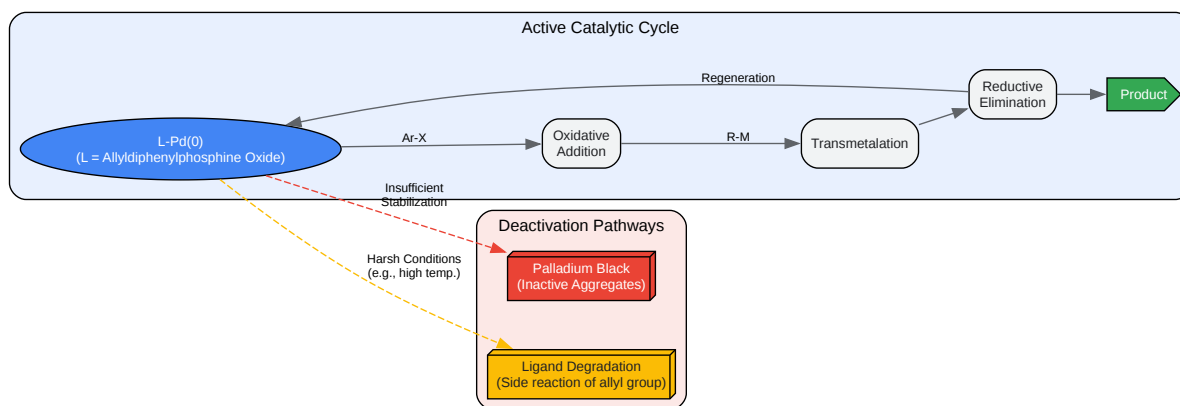 Active Catalytic Cycle
Regeneration
Reductive
Elimination
Product
L-Pd(0)
(L = Allyldiphenylphosphine Oxide)
Ar-X
Oxidative
Addition
R-M
Transmetalation
Insufficient
Stabilization
Deactivation Pathways
Harsh Conditions
(e.g., high temp.)
Palladium Black
(Inactive Aggregates)
Ligand Degradation
(Side reaction of allyl group)